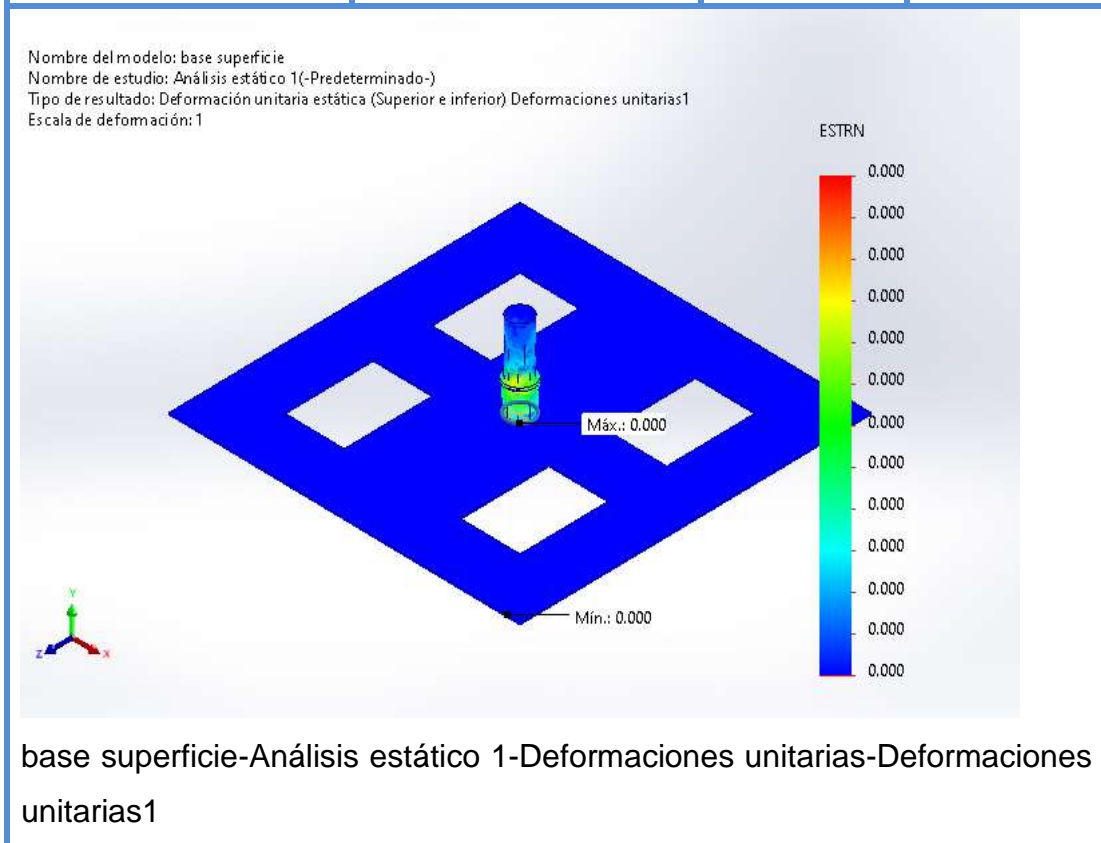 Nombre del modelo: base superficie
Nombre de estudio: Análisis estático 1(-Predeterminado-)
Tipo de resultado: Deformación unitaria estática (Superior e inferior) Deformaciones unitarias1
Escala de deformación: 1
ESTRN
0.000
0.000
0.000
0.000
0.000
0.000
0.000
0.000
0.000
0.000
0.000
0.000
0.000
Máx.: 0.000
Mín.: 0.000
Y
Z
X
base superficie-Análisis estático 1-Deformaciones unitarias-Deformaciones
unitarias1